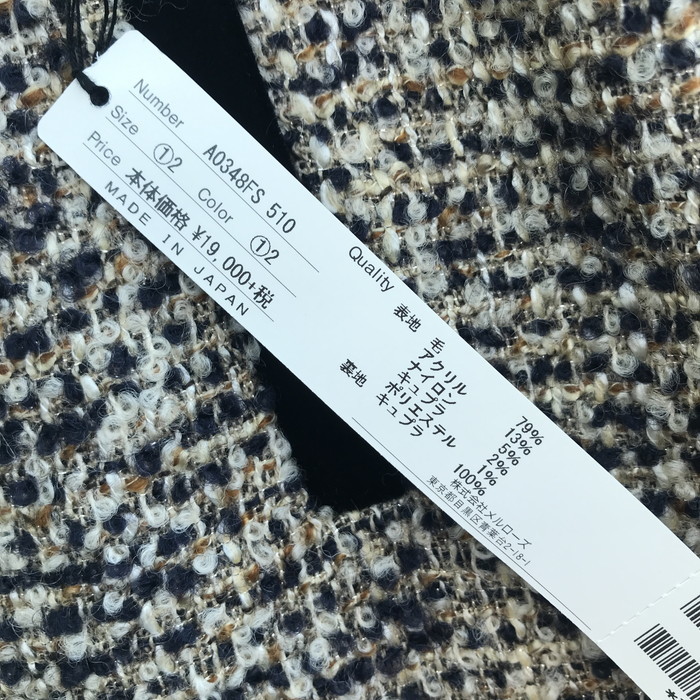 Number A0348FS 510
Size ①2 Color ①2
Price 本体価格 ¥19,000+税
MADE IN JAPAN
Quality
表地 毛 79%
アクリル 13%
ナイロン 5%
キュプラ 2%
ポリエステル 1%
裏地 キュプラ 100%
株式会社メルローズ
東京都目黒区青葉台2-18-1